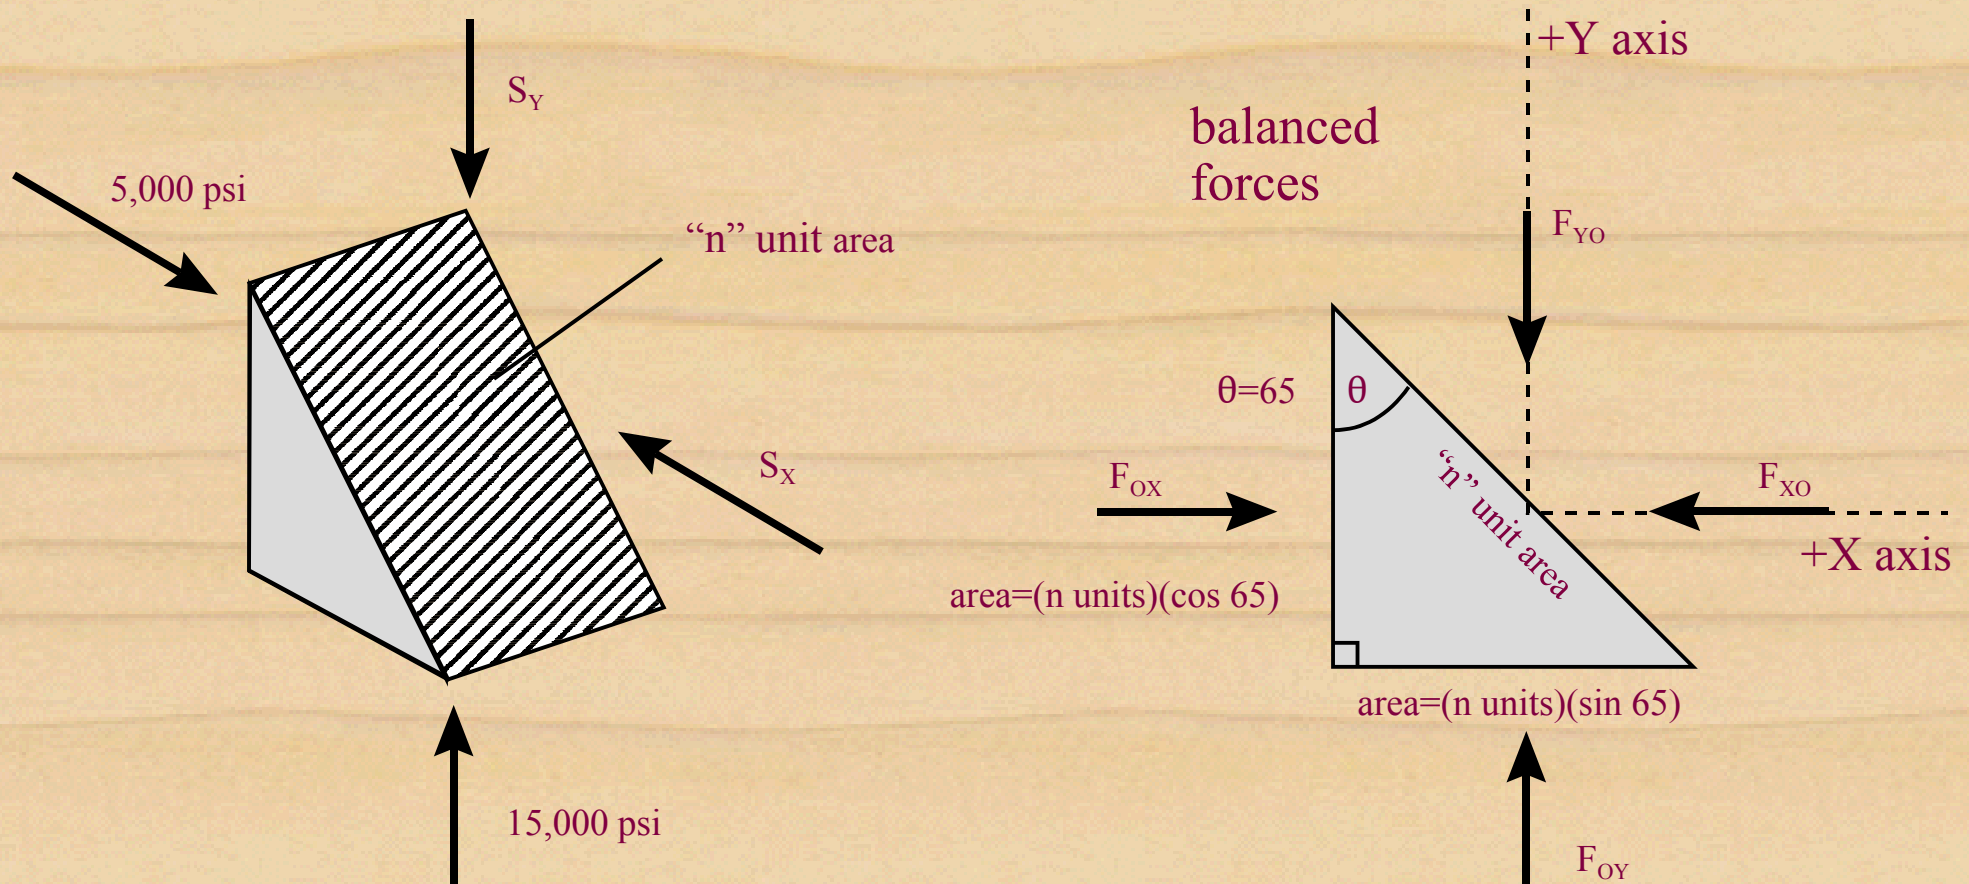 S_Y
5,000 psi
“n” unit area
S_X
15,000 psi
+Y axis
balanced
forces
F_YO
θ=65
θ
“n” unit area
F_OX
F_XO
+X axis
area=(n units)(cos 65)
area=(n units)(sin 65)
F_OY